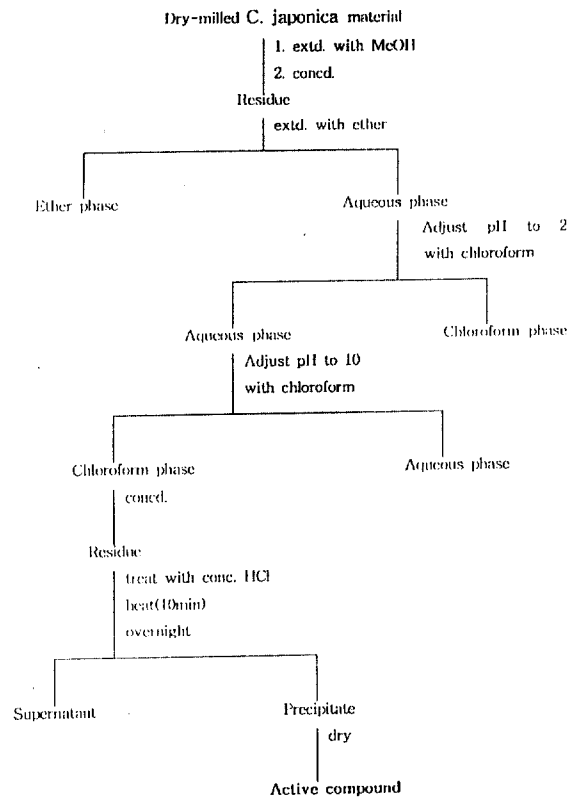 Dry-milled C. japonica material
1. extd. with MeOH
2. concd.
Residue
extd. with ether
Ether phase
Aqueous phase
Adjust pH to 2
with chloroform
Aqueous phase
Chloroform phase
Adjust pH to 10
with chloroform
Chloroform phase
Aqueous phase
concd.
Residue
treat with conc. HCl
heat(10min)
overnight
Supernatant
Precipitate
dry
Active compound